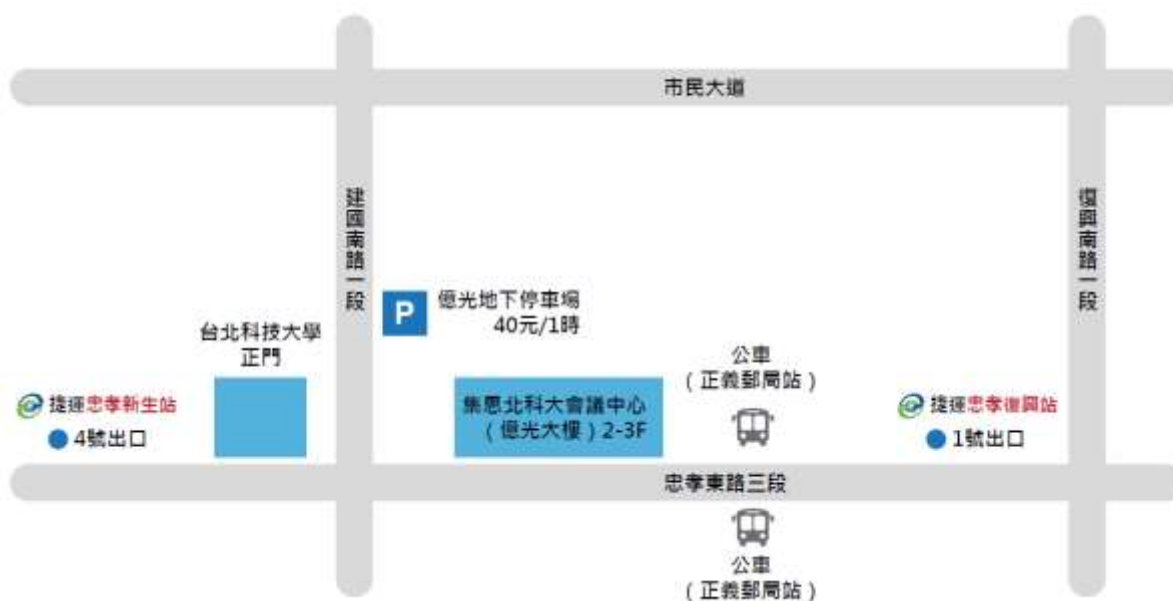 市民大道
建國南路一段
復興南路一段
P
億光地下停車場
40元/1時
台北科技大學
正門
公車
(正義郵局站)
捷運忠孝新生站
4號出口
集思北科大會議中心
(億光大樓)2-3F
捷運忠孝復興站
1號出口
忠孝東路三段
公車
(正義郵局站)